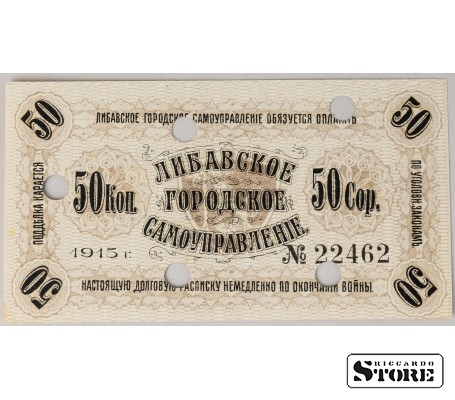 50
50
ЛИБАВСКОЕ ГОРОДСКОЕ САМОУПРАВЛЕНІЕ ОБЯЗУЕТСЯ ОПЛАТИТЬ
ПОДДѢЛКА КАРАЕТСЯ
ЛИБАВСКОЕ
50 Коп.
ГОРОДСКОЕ
50 Сор.
САМОУПРАВЛЕНІЕ.
ПО УГОЛОВН ЗАКОНАМЪ
1915 г.
№ 22462
50
50
НАСТОЯЩУЮ ДОЛГОВУЮ РАСПИСКУ НЕМЕДЛЕННО ПО ОКОНЧАНІИ ВОЙНЫ.
RICCARDO
STORE